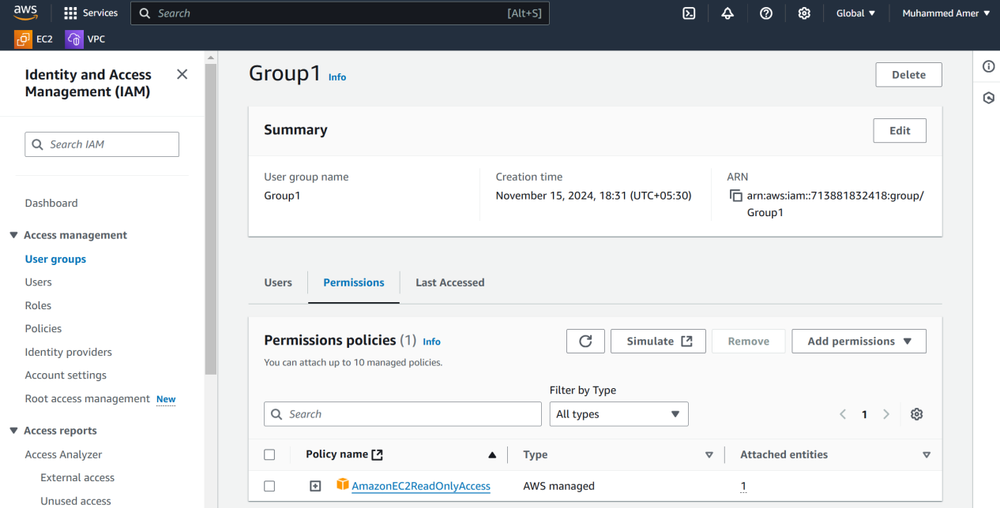 aws
Services
Search
[Alt+S]
Global
Muhammed Amer
EC2
VPC
Identity and Access
Management (IAM)
Search IAM
Dashboard
Access management
User groups
Users
Roles
Policies
Identity providers
Account settings
Root access management New
Access reports
Access Analyzer
External access
Unused access
Group1 Info
Delete
Summary
Edit
User group name
Group1
Creation time
November 15, 2024, 18:31 (UTC+05:30)
ARN
arn:aws:iam::713881832418:group/
Group1
Users
Permissions
Last Accessed
Permissions policies (1) Info
You can attach up to 10 managed policies.
Simulate
Remove
Add permissions
Filter by Type
Search
All types
1
Policy name
Type
Attached entities
AmazonEC2ReadOnlyAccess
AWS managed
1